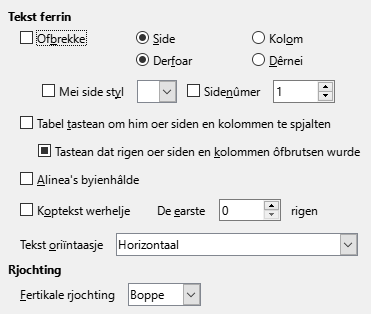 Tekst ferrin
Ofbrekke Side Kolom
Derfoar Dêrnei
Mei side styl Sidenûmer 1
Tabel tastean om him oer siden en kolommen te spjalten
Tastean dat rigen oer siden en kolommen ôfbrutsen wurde
Alinea's byienhâlde
Koptekst werhelje De earste 0 rigen
Tekst oriïntaasje Horizontaal
Rjochting
Fertikale rjochting Boppe